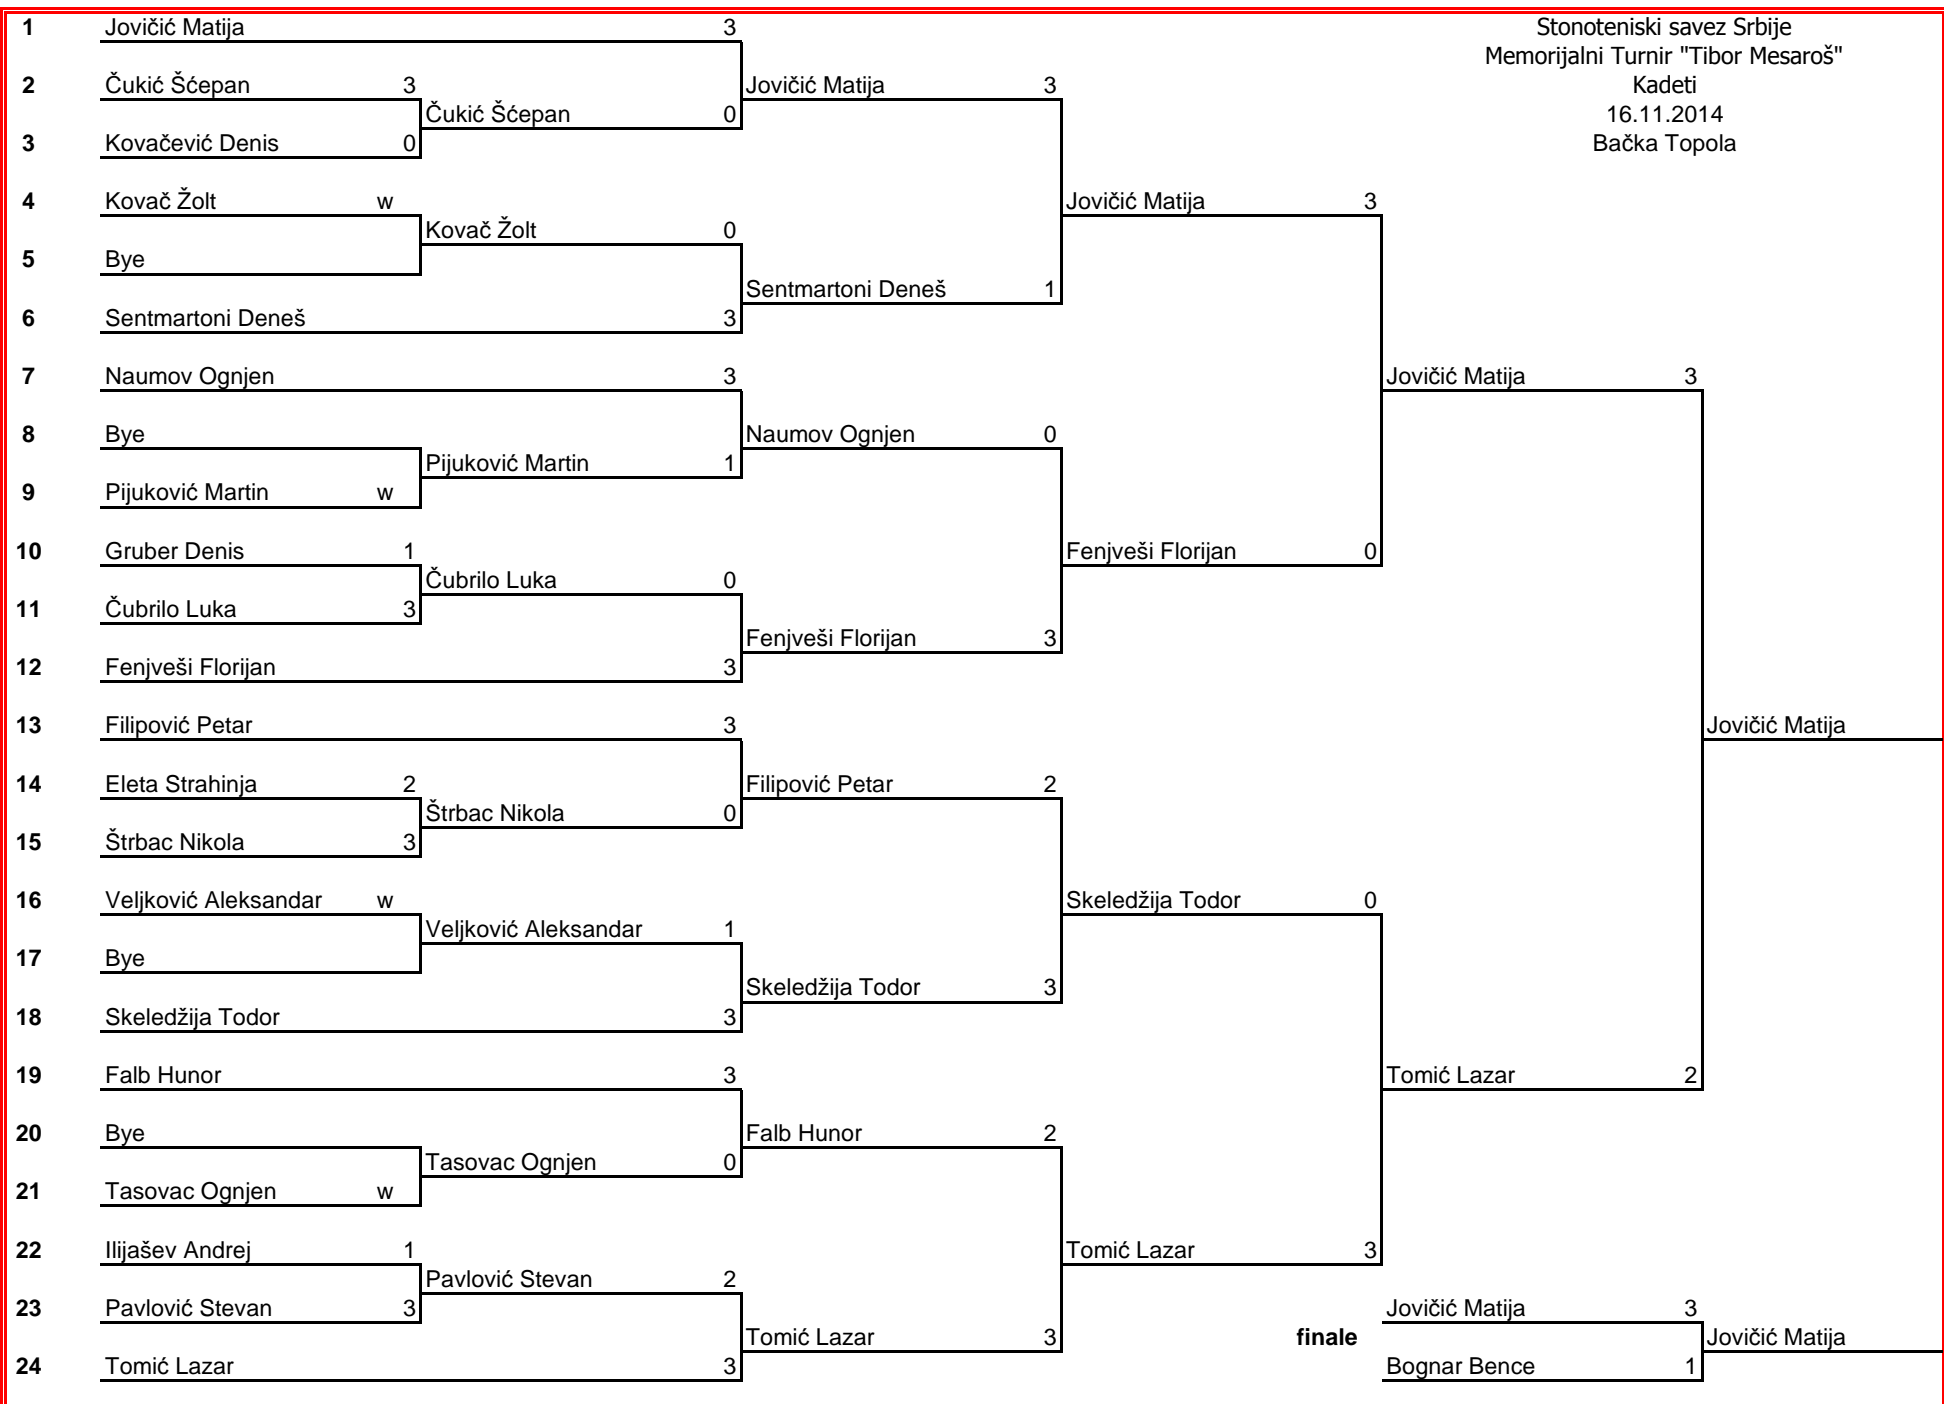 1 Jovičić Matija 3 Stonoteniski savez Srbije
Memorijalni Turnir "Tibor Mesaroš"
2 Čukić Šćepan 3 Jovičić Matija 3 Kadeti
Čukić Šćepan 0 16.11.2014
3 Kovačević Denis 0 Bačka Topola
4 Kovač Žolt w Jovičić Matija 3
Kovač Žolt 0
5 Bye
Sentmartoni Deneš 1
6 Sentmartoni Deneš 3
7 Naumov Ognjen 3 Jovičić Matija 3
8 Bye Naumov Ognjen 0
Pijuković Martin 1
9 Pijuković Martin w
10 Gruber Denis 1 Fenjveši Florijan 0
Čubrilo Luka 0
11 Čubrilo Luka 3
Fenjveši Florijan 3
12 Fenjveši Florijan 3
13 Filipović Petar 3 Jovičić Matija
14 Eleta Strahinja 2 Filipović Petar 2
Štrbac Nikola 0
15 Štrbac Nikola 3
16 Veljković Aleksandar w Skeledžija Todor 0
Veljković Aleksandar 1
17 Bye
Skeledžija Todor 3
18 Skeledžija Todor 3
19 Falb Hunor 3 Tomić Lazar 2
20 Bye Falb Hunor 2
Tasovac Ognjen 0
21 Tasovac Ognjen w
22 Ilijašev Andrej 1 Tomić Lazar 3
Pavlović Stevan 2
23 Pavlović Stevan 3 Jovičić Matija 3
Tomić Lazar 3 finale Jovičić Matija
24 Tomić Lazar 3 Bognar Bence 1